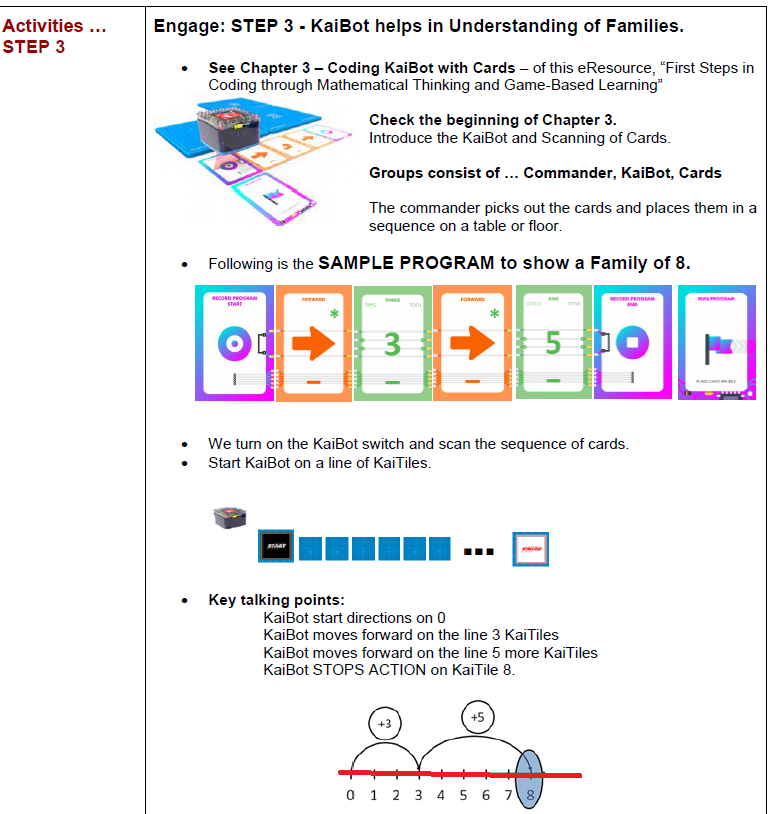 Activities …
STEP 3
Engage: STEP 3 - KaiBot helps in Understanding of Families.
• See Chapter 3 – Coding KaiBot with Cards – of this eResource, “First Steps in
Coding through Mathematical Thinking and Game-Based Learning”
Check the beginning of Chapter 3.
Introduce the KaiBot and Scanning of Cards.
Groups consist of … Commander, KaiBot, Cards
The commander picks out the cards and places them in a
sequence on a table or floor.
• Following is the SAMPLE PROGRAM to show a Family of 8.
RECORD PROGRAM
START
FORWARD
*
THREE
3
FORWARD
*
FIVE
5
RECORD PROGRAM
END
RUN PROGRAM
• We turn on the KaiBot switch and scan the sequence of cards.
• Start KaiBot on a line of KaiTiles.
START
...
FINISH
• Key talking points:
KaiBot start directions on 0
KaiBot moves forward on the line 3 KaiTiles
KaiBot moves forward on the line 5 more KaiTiles
KaiBot STOPS ACTION on KaiTile 8.
+3 +5
0 1 2 3 4 5 6 7 8